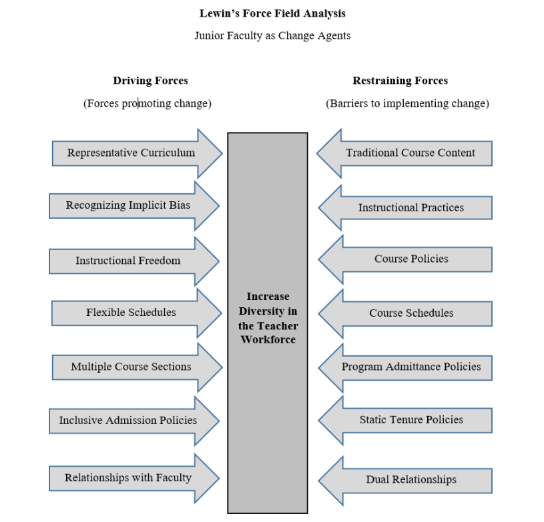 Lewin's Force Field Analysis
Junior Faculty as Change Agents
Driving Forces
(Forces promoting change)
Restraining Forces
(Barriers to implementing change)
Representative Curriculum
Recognizing Implicit Bias
Instructional Freedom
Flexible Schedules
Multiple Course Sections
Inclusive Admission Policies
Relationships with Faculty
Increase
Diversity in
the Teacher
Workforce
Traditional Course Content
Instructional Practices
Course Policies
Course Schedules
Program Admittance Policies
Static Tenure Policies
Dual Relationships